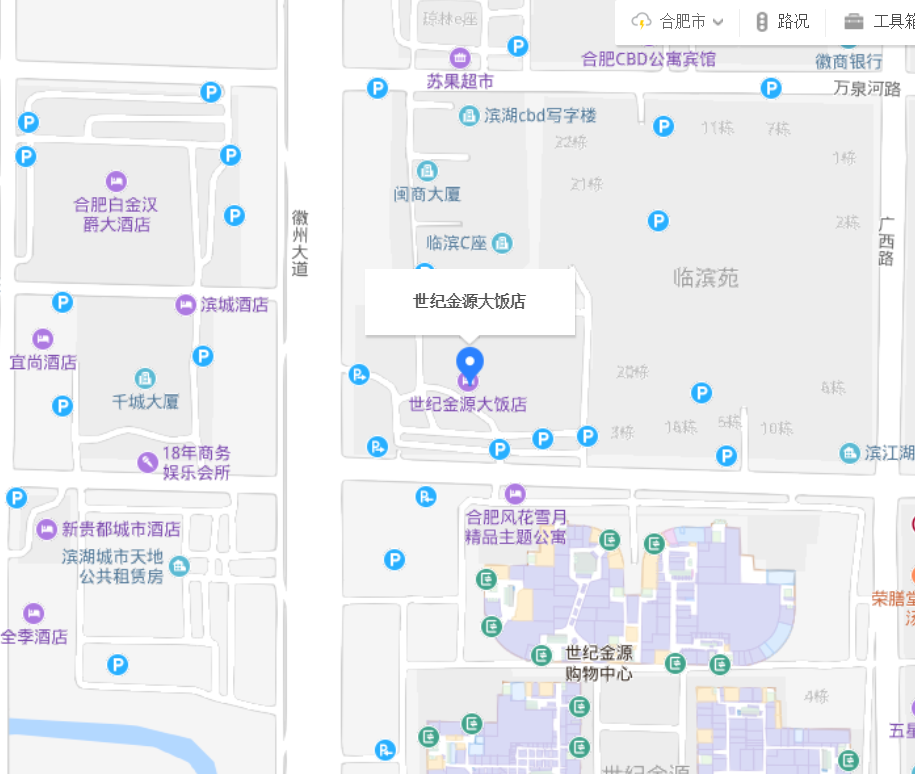 琼林e座
合肥市
路况
工具箱
苏果超市
合肥CBD公寓宾馆
徽商银行
万泉河路
滨湖cbd写字楼
22栋
11栋
7栋
1栋
闽商大厦
21栋
合肥白金汉
爵大酒店
徽州大道
2栋
广西路
临滨C座
临滨苑
世纪金源大饭店
滨城酒店
宜尚酒店
千城大厦
20栋
世纪金源大饭店
3栋
16栋
5栋
10栋
18年商务
娱乐会所
滨江湖
合肥风花雪月
精品主题公寓
新贵都城市酒店
滨湖城市天地
公共租赁房
荣膳堂
汤
全季酒店
世纪金源
购物中心
4栋
五星
世纪金源